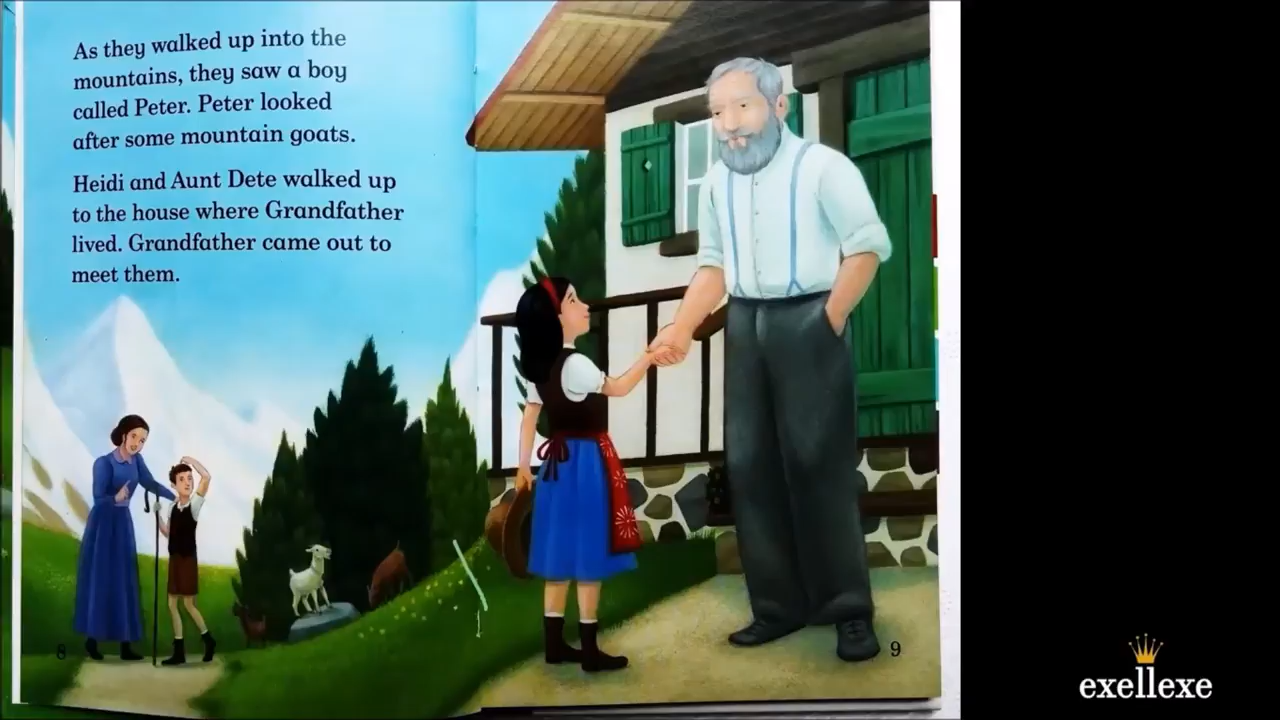 As they walked up into the
mountains, they saw a boy
called Peter. Peter looked
after some mountain goats.
Heidi and Aunt Dete walked up
to the house where Grandfather
lived. Grandfather came out to
meet them.
8
9
exellexe